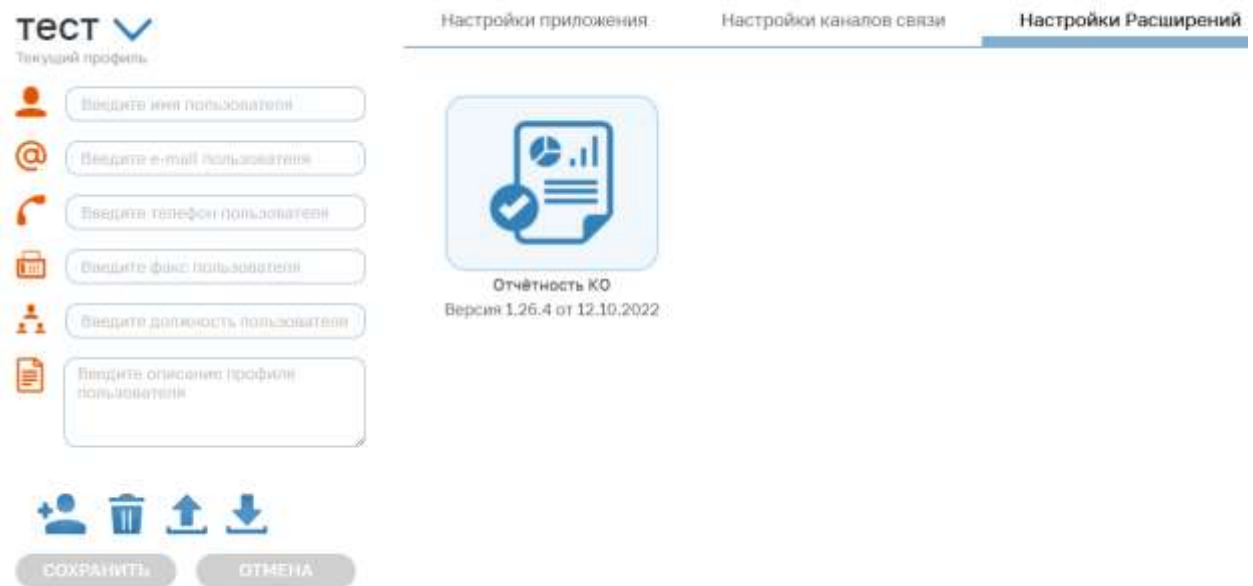 тест
Текущий профиль
Введите имя пользователя
Введите e-mail пользователя
Введите телефон пользователя
Введите факс пользователя
Введите должность пользователя
Введите описание профиля
пользователя
СОХРАНИТЬ
ОТМЕНА
Настройки приложения
Настройки каналов связи
Настройки Расширений
Отчётность КО
Версия 1.26.4 от 12.10.2022